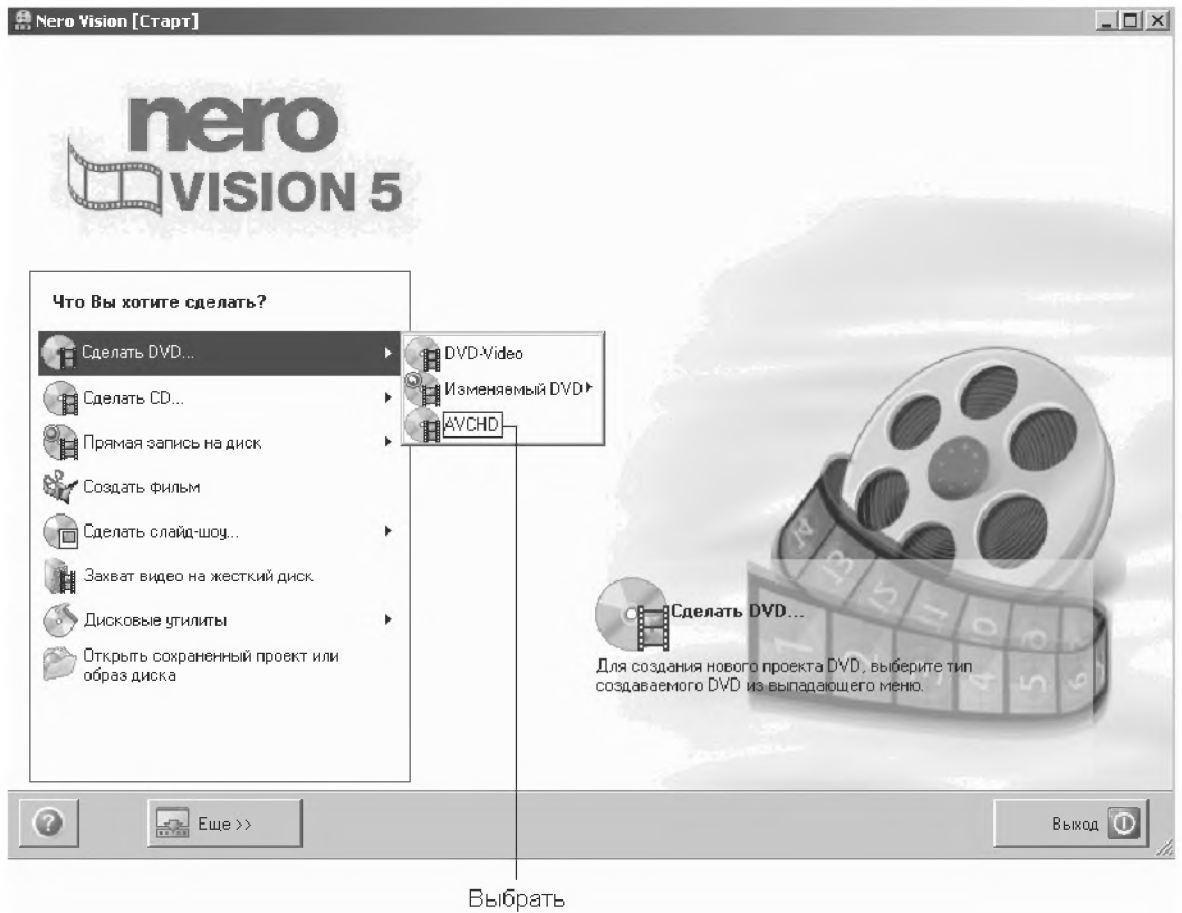 Nero Vision [Старт]
nero
VISION 5
Что Вы хотите сделать?
Сделать DVD...
Сделать CD...
Прямая запись на диск
Создать фильм
Сделать слайд-шоу...
Захват видео на жесткий диск
Дисковые утилиты
Открыть сохраненный проект или
образ диска
DVD-Video
Изменяемый DVD
AVCHD
Сделать DVD...
Для создания нового проекта DVD, выберите тип
создаваемого DVD из выпадающего меню.
Еще >>
Выход
Выбрать